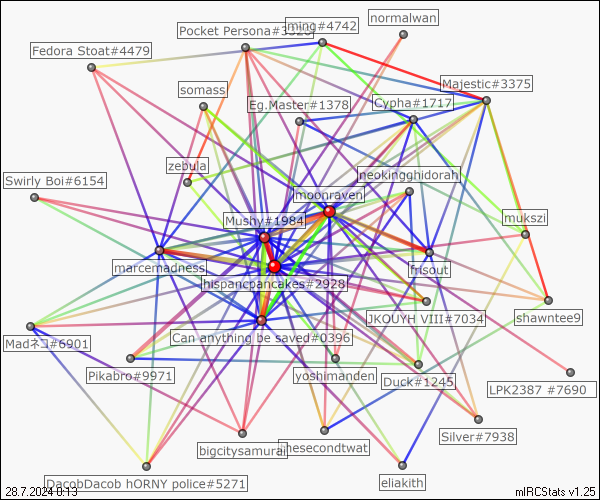 normalwan
ming#4742
Pocket Persona#3
Fedora Stoat#4479
Majestic#3375
somass
Eg.Master#1378
Cypha#1717
zebula
neokingghidorah
Swirly Boi#6154
moonraven
mukszi
Mushy#1984
marcemadness
frisout
hispancpancakes#2928
shawntee9
JKOUYH VIII#7034
Madネコ#6901
Can anything be saved#0396
Pikabro#9971
yoshimanden
Duck#1245
LPK2387 #7690
Silver#7938
bigcitysamurai
inesecondtwat
DacobDacob hORNY police#5271
eliakith
28.7.2024 0:13
mIRCStats v1.25